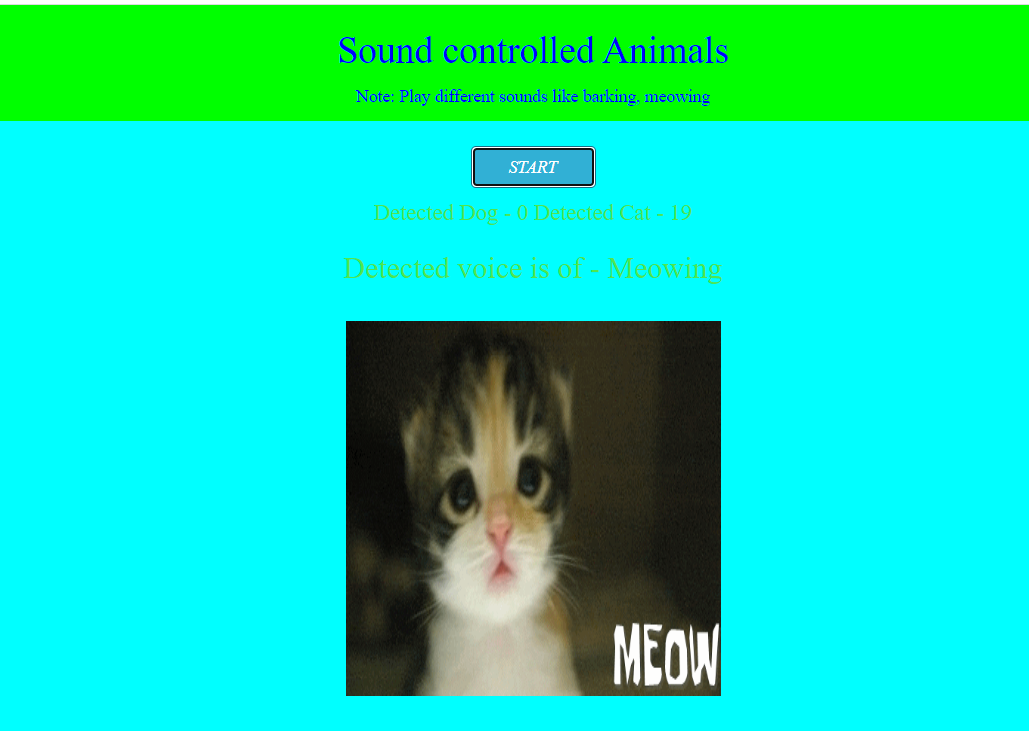 Sound controlled Animals
Note: Play different sounds like barking, meowing
START
Detected Dog - 0 Detected Cat - 19
Detected voice is of - Meowing
MEOW